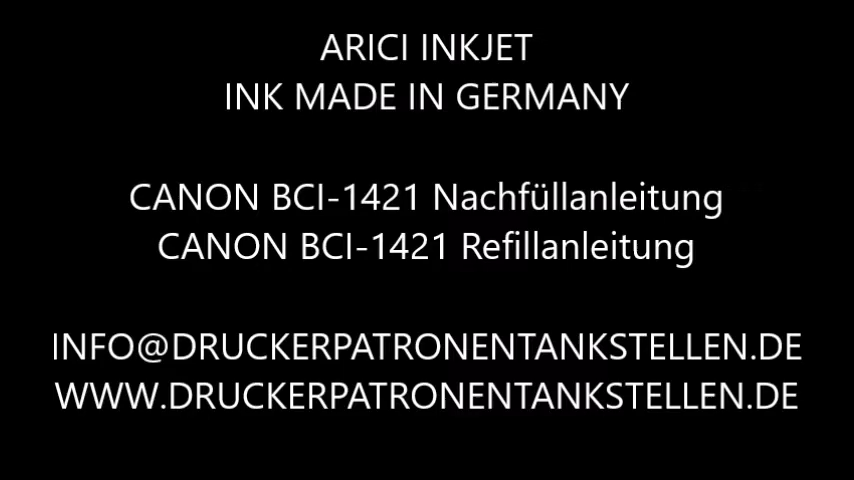 ARICI INKJET
INK MADE IN GERMANY
CANON BCI-1421 Nachfüllanleitung
CANON BCI-1421 Refillanleitung
INFO@DRUCKERPATRONENTANKSTELLEN.DE
WWW.DRUCKERPATRONENTANKSTELLEN.DE